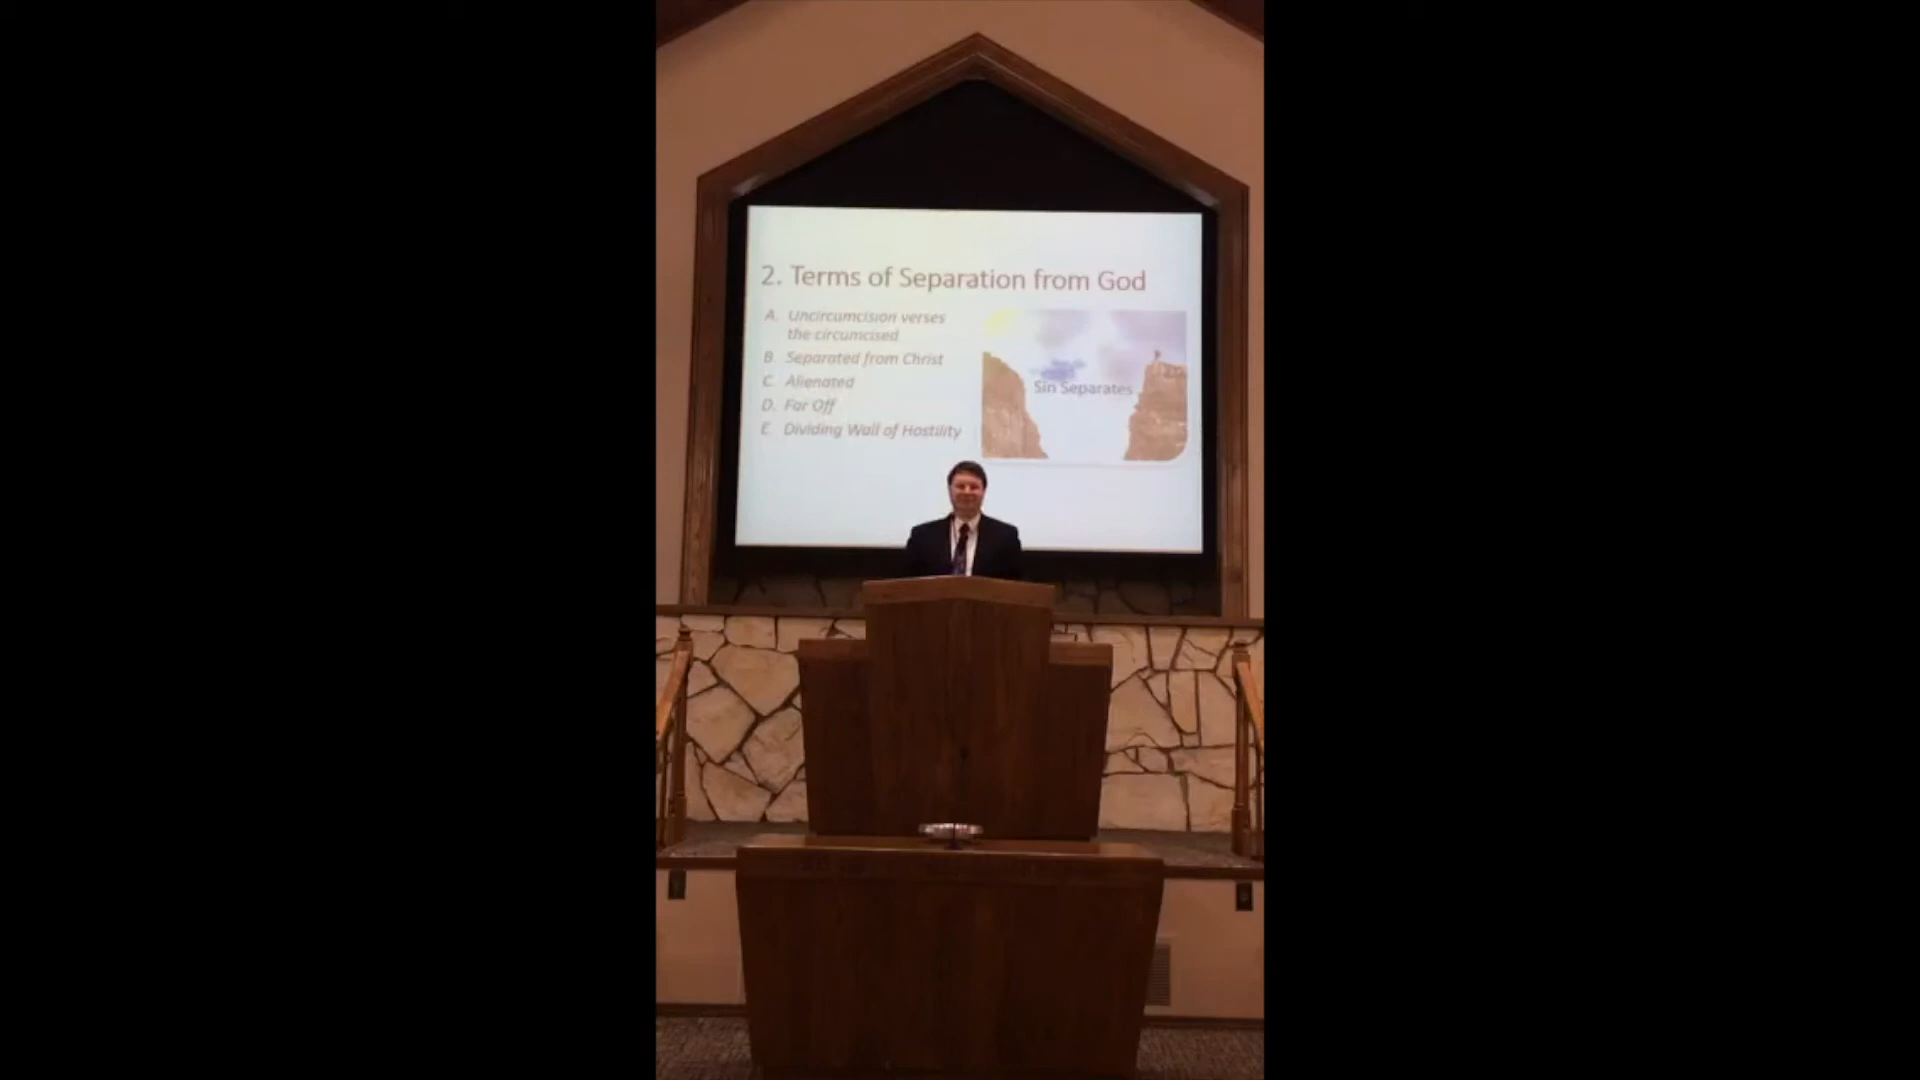 2. Terms of Separation from God
A. Uncircumcision verses
the circumcised
B. Separated from Christ
C. Alienated
D. Far Off
E. Dividing Wall of Hostility
Sin Separates